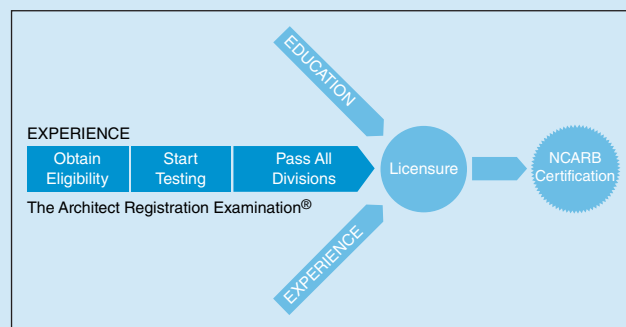 EDUCATION
EXPERIENCE
Obtain
Eligibility
Start
Testing
Pass All
Divisions
The Architect Registration Examination®
Licensure
NCARB
Certification
EXPERIENCE